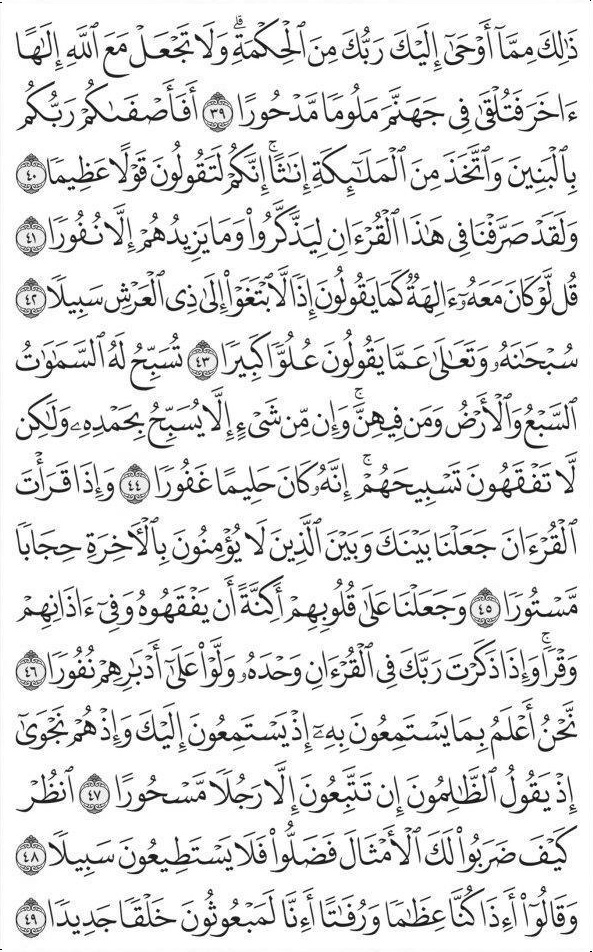 ذَٰلِكَ مِمَّآ أَوۡحَىٰٓ إِلَيۡكَ رَبُّكَ مِنَ ٱلۡحِكۡمَةِۗ وَلَا تَجۡعَلۡ مَعَ ٱللَّهِ إِلَٰهًا
ءَاخَرَ فَتُلۡقَىٰ فِي جَهَنَّمَ مَلُومٗا مَّدۡحُورًا ٣٩ أَفَأَصۡفَىٰكُمۡ رَبُّكُم
بِٱلۡبَنِينَ وَٱتَّخَذَ مِنَ ٱلۡمَلَٰٓئِكَةِ إِنَٰثًاۚ إِنَّكُمۡ لَتَقُولُونَ قَوۡلًا عَظِيمٗا ٤٠
وَلَقَدۡ صَرَّفۡنَا فِي هَٰذَا ٱلۡقُرۡءَانِ لِيَذَّكَّرُواْ وَمَا يَزِيدُهُمۡ إِلَّا نُفُورٗا ٤١
قُل لَّوۡ كَانَ مَعَهُۥٓ ءَالِهَةٞ كَمَا يَقُولُونَ إِذٗا لَّٱبۡتَغَوۡاْ إِلَىٰ ذِي ٱلۡعَرۡشِ سَبِيلٗا ٤٢
سُبۡحَٰنَهُۥ وَتَعَٰلَىٰ عَمَّا يَقُولُونَ عُلُوّٗا كَبِيرٗا ٤٣ تُسَبِّحُ لَهُ ٱلسَّمَٰوَٰتُ
ٱلسَّبۡعُ وَٱلۡأَرۡضُ وَمَن فِيهِنَّۚ وَإِن مِّن شَيۡءٍ إِلَّا يُسَبِّحُ بِحَمۡدِهِۦ وَلَٰكِن
لَّا تَفۡقَهُونَ تَسۡبِيحَهُمۡۚ إِنَّهُۥ كَانَ حَلِيمًا غَفُورٗا ٤٤ وَإِذَا قَرَأۡتَ
ٱلۡقُرۡءَانَ جَعَلۡنَا بَيۡنَكَ وَبَيۡنَ ٱلَّذِينَ لَا يُؤۡمِنُونَ بِٱلۡأٓخِرَةِ حِجَابٗا
مَّسۡتُورٗا ٤٥ وَجَعَلۡنَا عَلَىٰ قُلُوبِهِمۡ أَكِنَّةً أَن يَفۡقَهُوهُ وَفِيٓ ءَاذَانِهِمۡ
وَقۡرٗاۚ وَإِذَا ذَكَرۡتَ رَبَّكَ فِي ٱلۡقُرۡءَانِ وَحۡدَهُۥ وَلَّوۡاْ عَلَىٰٓ أَدۡبَٰرِهِمۡ نُفُورٗا ٤٦
نَّحۡنُ أَعۡلَمُ بِمَا يَسۡتَمِعُونَ بِهِۦٓ إِذۡ يَسۡتَمِعُونَ إِلَيۡكَ وَإِذۡ هُمۡ نَجۡوَىٰٓ
إِذۡ يَقُولُ ٱلظَّٰلِمُونَ إِن تَتَّبِعُونَ إِلَّا رَجُلٗا مَّسۡحُورًا ٤٧ ٱنظُرۡ
كَيۡفَ ضَرَبُواْ لَكَ ٱلۡأَمۡثَالَ فَضَلُّواْ فَلَا يَسۡتَطِيعُونَ سَبِيلٗا ٤٨
وَقَالُوٓاْ أَءِذَا كُنَّا عِظَٰمٗا وَرُفَٰتًا أَءِنَّا لَمَبۡعُوثُونَ خَلۡقٗا جَدِيدٗا ٤٩